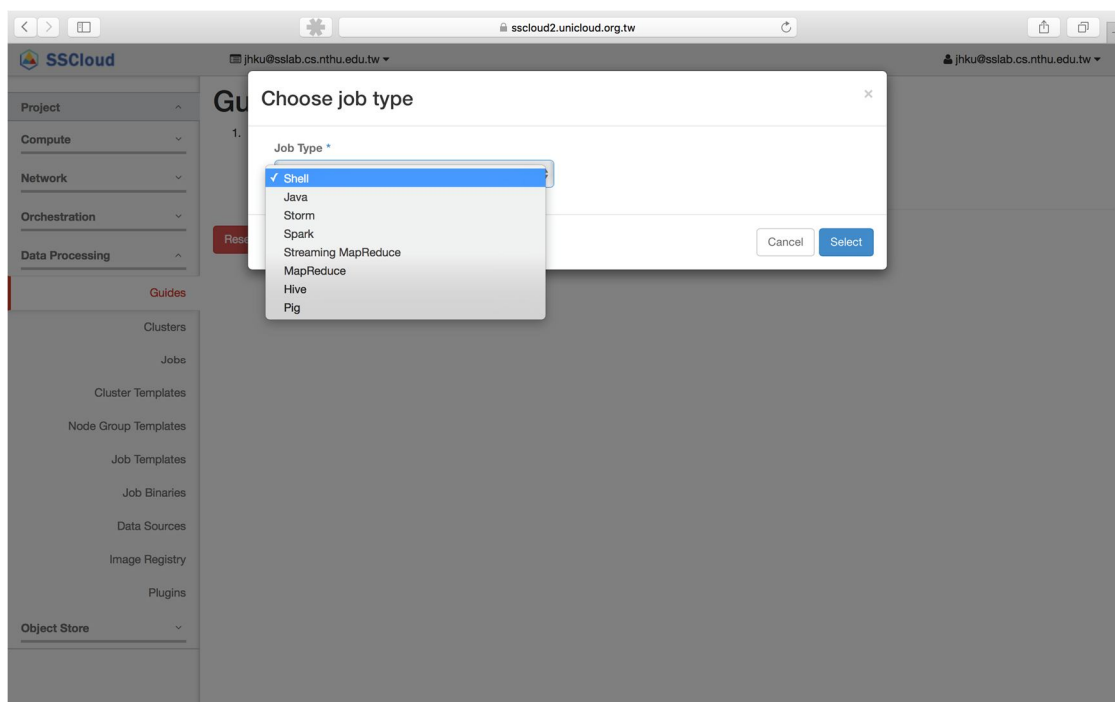 sscloud2.unicloud.org.tw
SSCloud
jhku@sslab.cs.nthu.edu.tw
jhku@sslab.cs.nthu.edu.tw
Project
Compute
Network
Orchestration
Data Processing
Guides
Clusters
Jobs
Cluster Templates
Node Group Templates
Job Templates
Job Binaries
Data Sources
Image Registry
Plugins
Object Store
Gu
1.
Rese
Choose job type
×
Job Type *
✓ Shell
Java
Storm
Spark
Streaming MapReduce
MapReduce
Hive
Pig
Cancel
Select